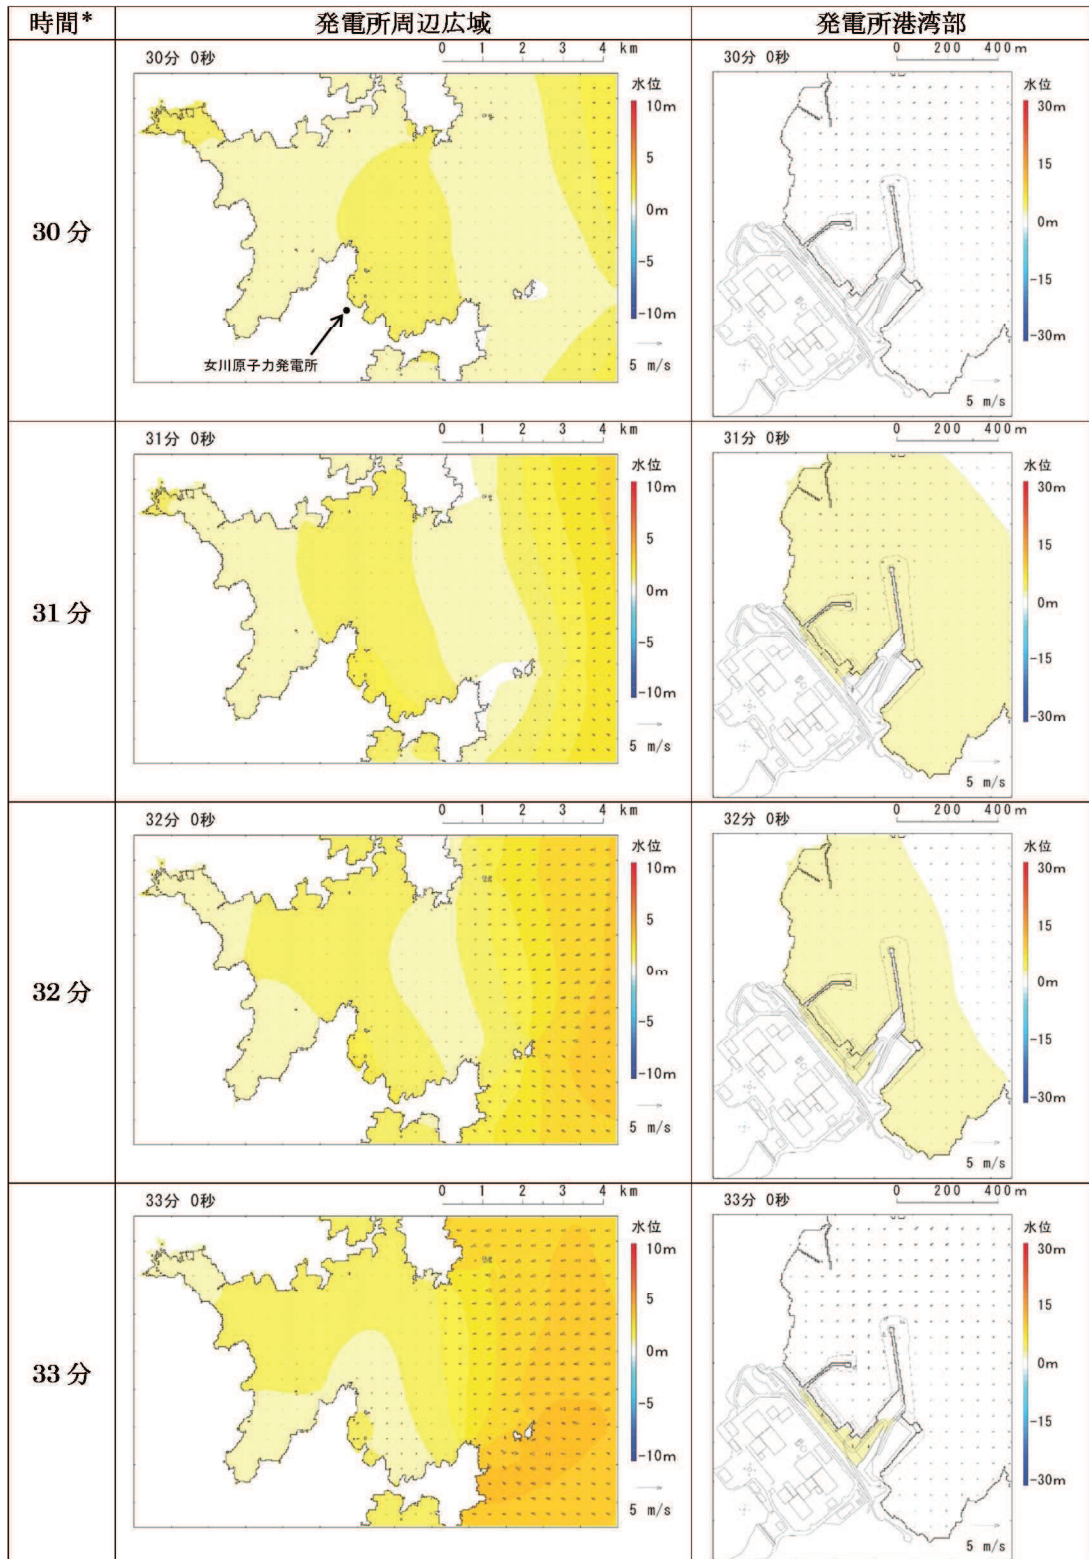 時間*
発電所周辺広域
発電所港湾部
30分
30分 0秒
0 1 2 3 4 km
水位
10m
5
0m
-5
-10m
5 m/s
女川原子力発電所
30分 0秒
0 200 400m
水位
30m
15
0m
-15
-30m
5 m/s
31分
31分 0秒
0 1 2 3 4 km
水位
10m
5
0m
-5
-10m
5 m/s
31分 0秒
0 200 400m
水位
30m
15
0m
-15
-30m
5 m/s
32分
32分 0秒
0 1 2 3 4 km
水位
10m
5
0m
-5
-10m
5 m/s
32分 0秒
0 200 400m
水位
30m
15
0m
-15
-30m
5 m/s
33分
33分 0秒
0 1 2 3 4 km
水位
10m
5
0m
-5
-10m
5 m/s
33分 0秒
0 200 400m
水位
30m
15
0m
-15
-30m
5 m/s